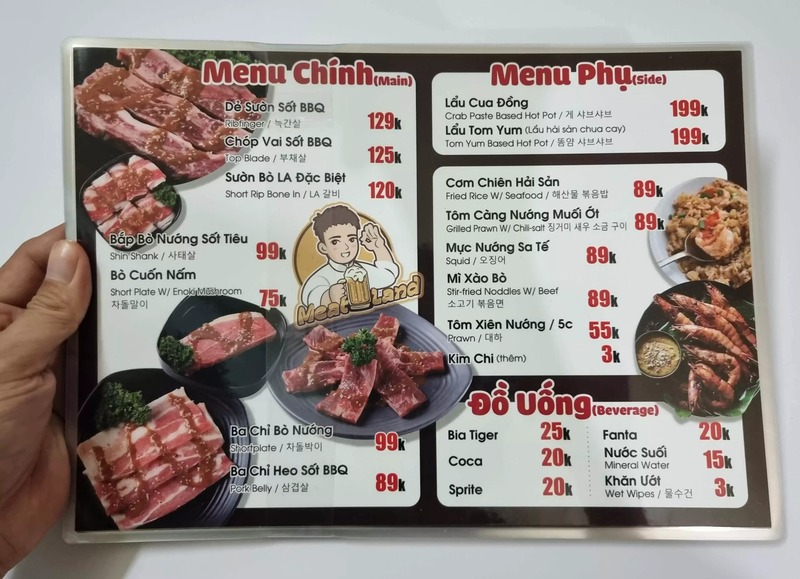 Menu Chính(Main)
Dẻ Sườn Sốt BBQ
Ribfinger / 늑간살
129k
Chóp Vai Sốt BBQ
Top Blade / 부채살
125k
Sườn Bò LA Đặc Biệt
Short Rip Bone In / LA 갈비
120k
Bắp Bò Nướng Sốt Tiêu
Shin Shank / 사태살
99k
Bò Cuốn Nấm
Short Plate W/ Enoki Mushroom
차돌말이
75k
Meat Land
Ba Chỉ Bò Nướng
Shortplate / 차돌박이
99k
Ba Chỉ Heo Sốt BBQ
Pork Belly / 삼겹살
89k
Menu Phụ(Side)
Lẩu Cua Đồng
Crab Paste Based Hot Pot / 게 샤브샤브
199k
Lẩu Tom Yum (Lẩu hải sản chua cay)
Tom Yum Based Hot Pot / 똠얌 샤브샤브
199k
Cơm Chiên Hải Sản
Fried Rice W/ Seafood / 해산물 볶음밥
89k
Tôm Càng Nướng Muối Ớt
Grilled Prawn W/ Chili-salt 징거미 새우 소금 구이
89k
Mực Nướng Sa Tế
Squid / 오징어
89k
Mì Xào Bò
Stir-fried Noddles W/ Beef
소고기 볶음면
89k
Tôm Xiên Nướng / 5c
Prawn / 대하
55k
Kim Chi (thêm)
3k
Đồ Uống(Beverage)
Bia Tiger 25k
Coca 20k
Sprite 20k
Fanta 20k
Nước Suối
Mineral Water
15k
Khăn Ướt
Wet Wipes / 물수건
3k